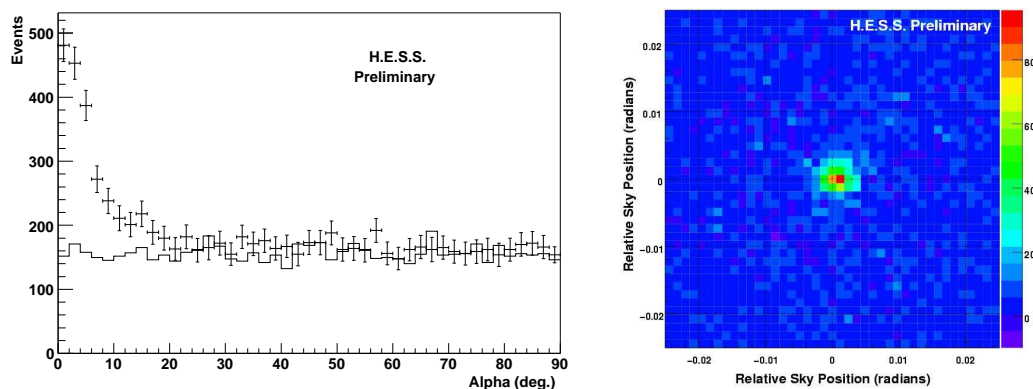 Events
500
400
300
200
100
0
H.E.S.S.
Preliminary
0 10 20 30 40 50 60 70 80 90
Alpha (deg.)
H.E.S.S. Preliminary
Relative Sky Position (radians)
0.02
0.01
0
-0.01
-0.02
-0.02 -0.01 0 0.01 0.02
Relative Sky Position (radians)
80
60
40
20
0